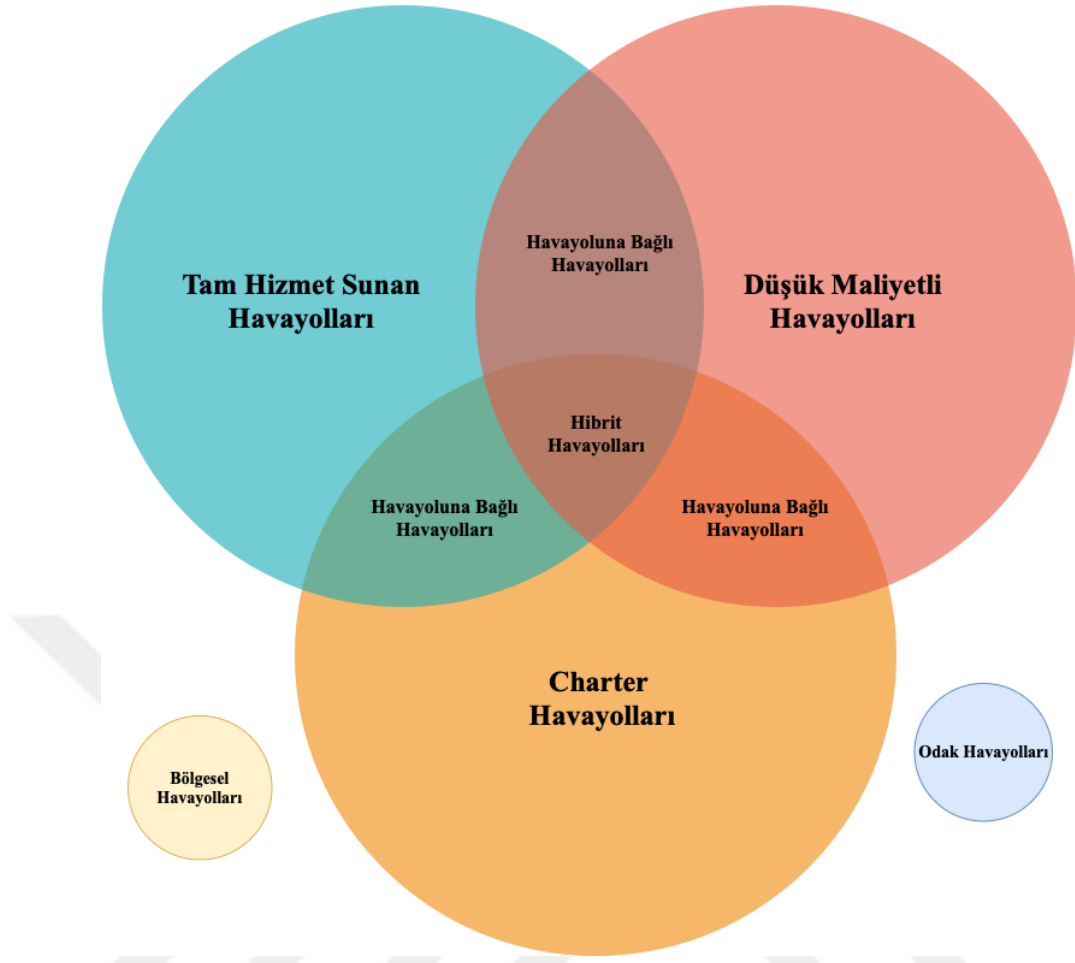 Havayoluna Bağlı
Havayolları
Tam Hizmet Sunan
Havayolları
Düşük Maliyetli
Havayolları
Hibrit
Havayolları
Havayoluna Bağlı
Havayolları
Havayoluna Bağlı
Havayolları
Charter
Havayolları
Odak Havayolları
Bölgesel
Havayolları